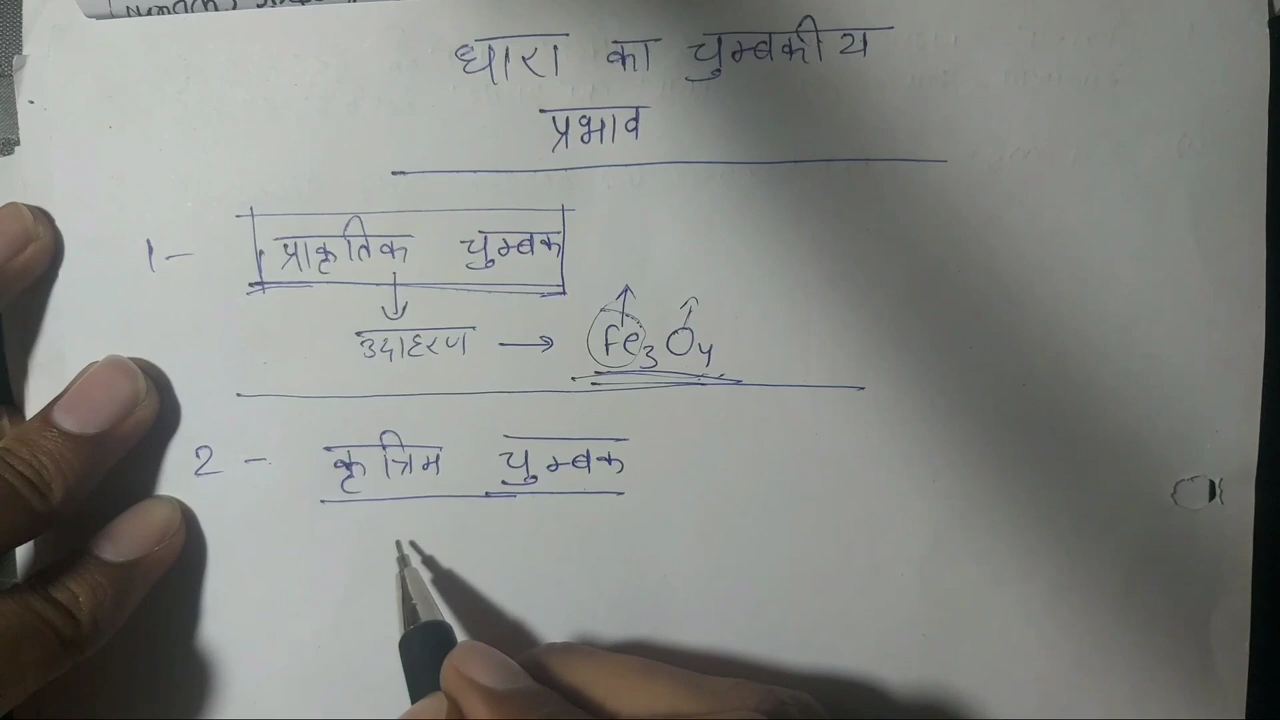 धारा का चुम्बकीय
प्रभाव
1- प्राकृतिक चुम्बक
उदाहरण → Fe3O4
2- कृत्रिम चुम्बक